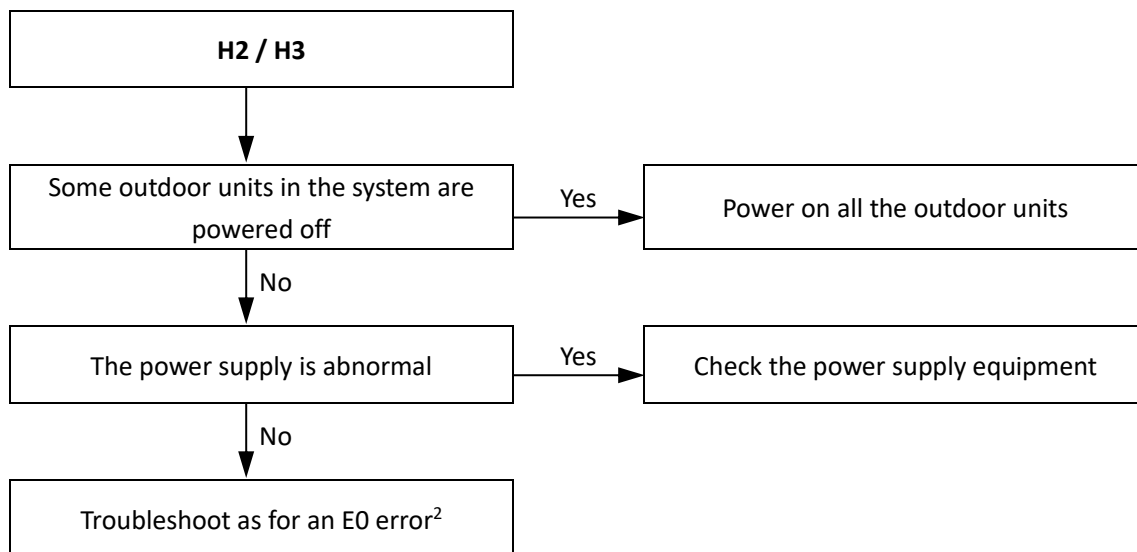 H2 / H3
Some outdoor units in the system are
powered off
Yes
Power on all the outdoor units
No
The power supply is abnormal
Yes
Check the power supply equipment
No
Troubleshoot as for an E0 error²